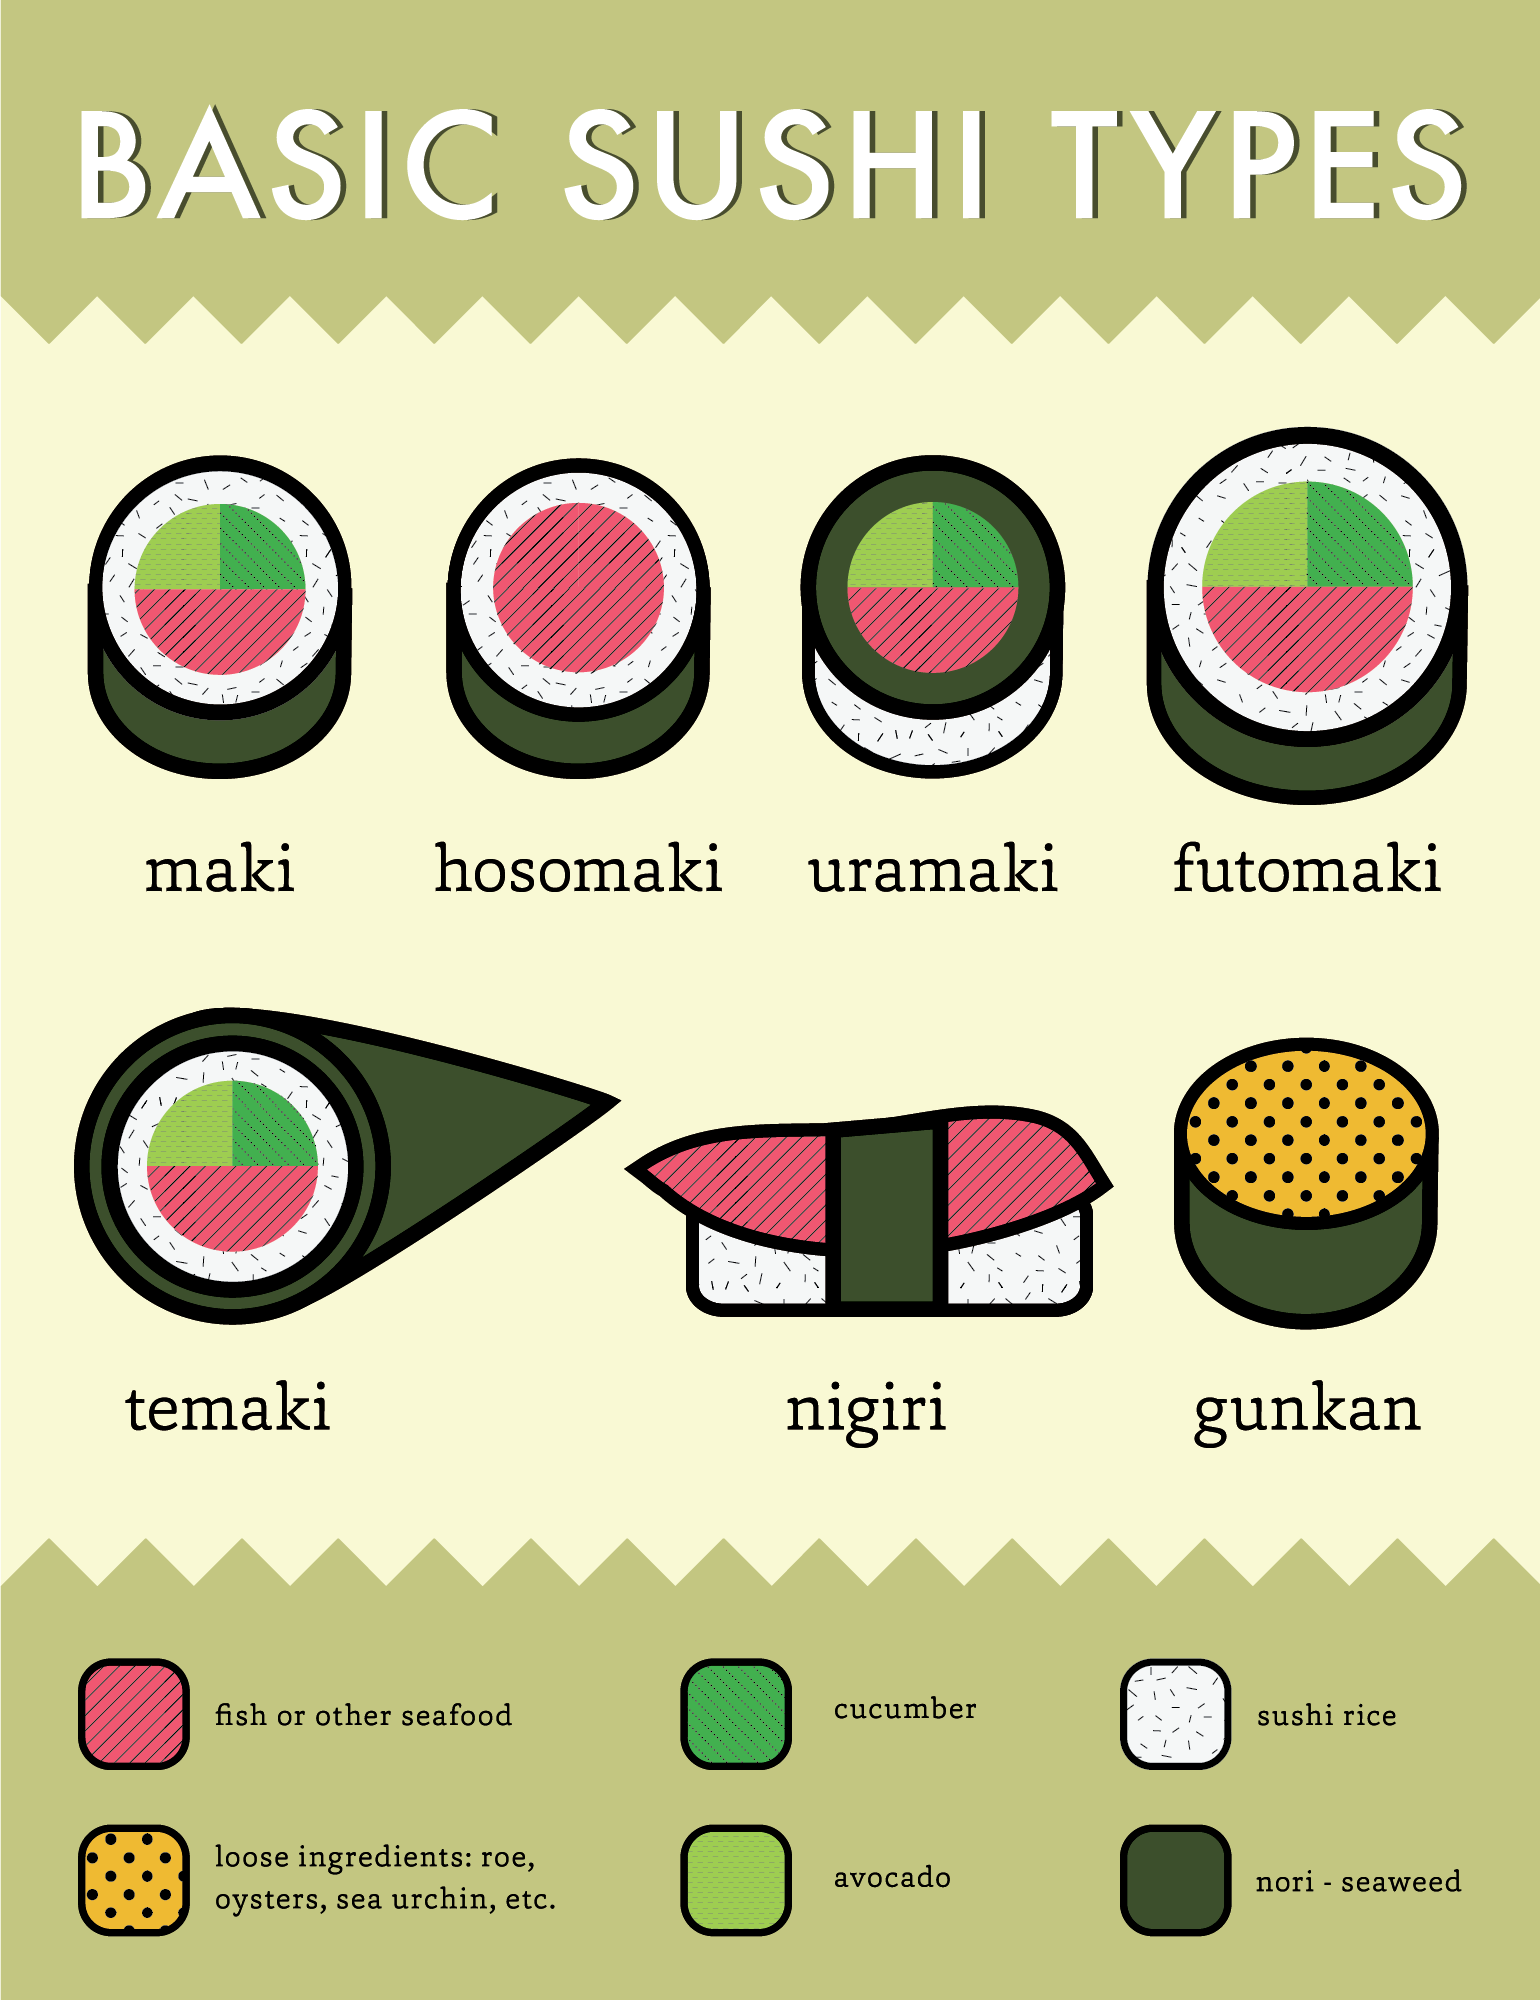 BASIC SUSHI TYPES
maki
hosomaki
uramaki
futomaki
temaki
nigiri
gunkan
fish or other seafood
cucumber
sushi rice
loose ingredients: roe,
oysters, sea urchin, etc.
avocado
nori - seaweed